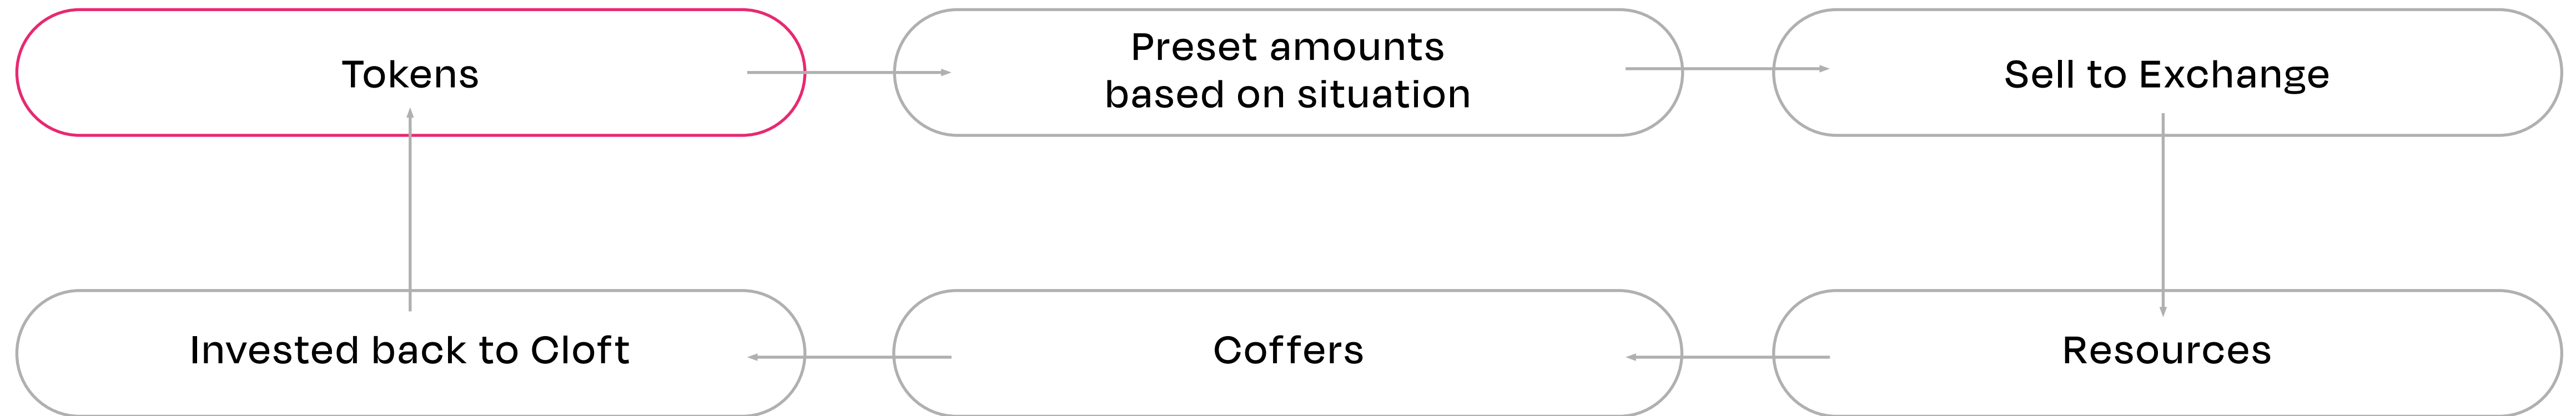 Tokens
Preset amounts
based on situation
Sell to Exchange
Invested back to Cloft
Coffers
Resources